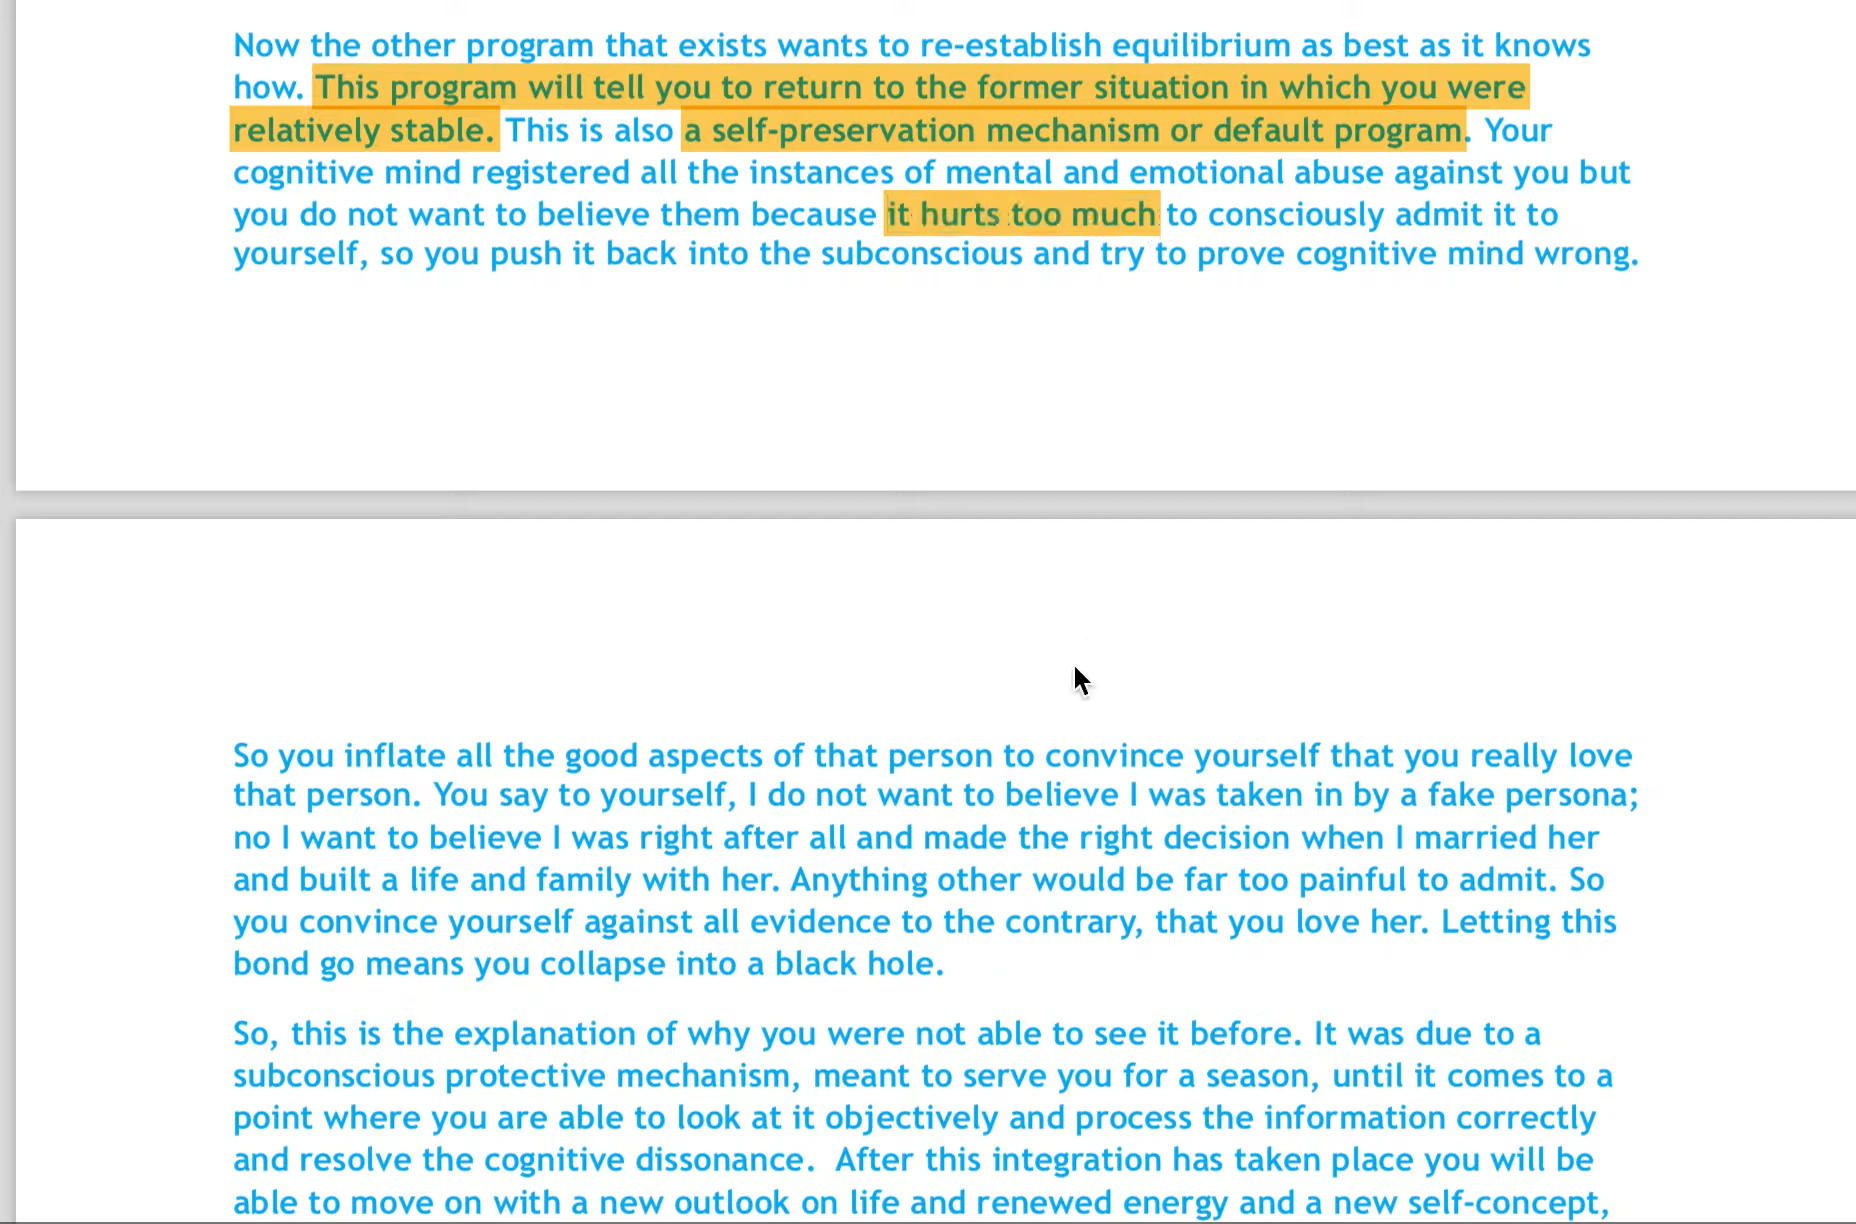 Now the other program that exists wants to re-establish equilibrium as best as it knows
how. This program will tell you to return to the former situation in which you were
relatively stable. This is also a self-preservation mechanism or default program. Your
cognitive mind registered all the instances of mental and emotional abuse against you but
you do not want to believe them because it hurts too much to consciously admit it to
yourself, so you push it back into the subconscious and try to prove cognitive mind wrong.
So you inflate all the good aspects of that person to convince yourself that you really love
that person. You say to yourself, I do not want to believe I was taken in by a fake persona;
no I want to believe I was right after all and made the right decision when I married her
and built a life and family with her. Anything other would be far too painful to admit. So
you convince yourself against all evidence to the contrary, that you love her. Letting this
bond go means you collapse into a black hole.
So, this is the explanation of why you were not able to see it before. It was due to a
subconscious protective mechanism, meant to serve you for a season, until it comes to a
point where you are able to look at it objectively and process the information correctly
and resolve the cognitive dissonance.  After this integration has taken place you will be
able to move on with a new outlook on life and renewed energy and a new self-concept,